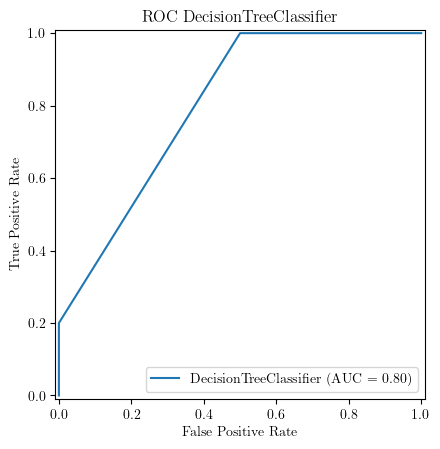 ROC DecisionTreeClassifier
1.0
0.8
0.6
0.4
0.2
0.0
True Positive Rate
DecisionTreeClassifier (AUC = 0.80)
0.0 0.2 0.4 0.6 0.8 1.0
False Positive Rate